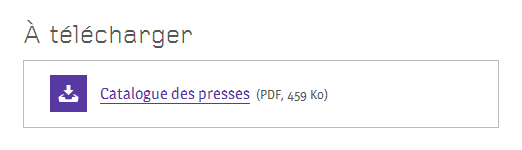 À télécharger
Catalogue des presses (PDF, 459 Ko)